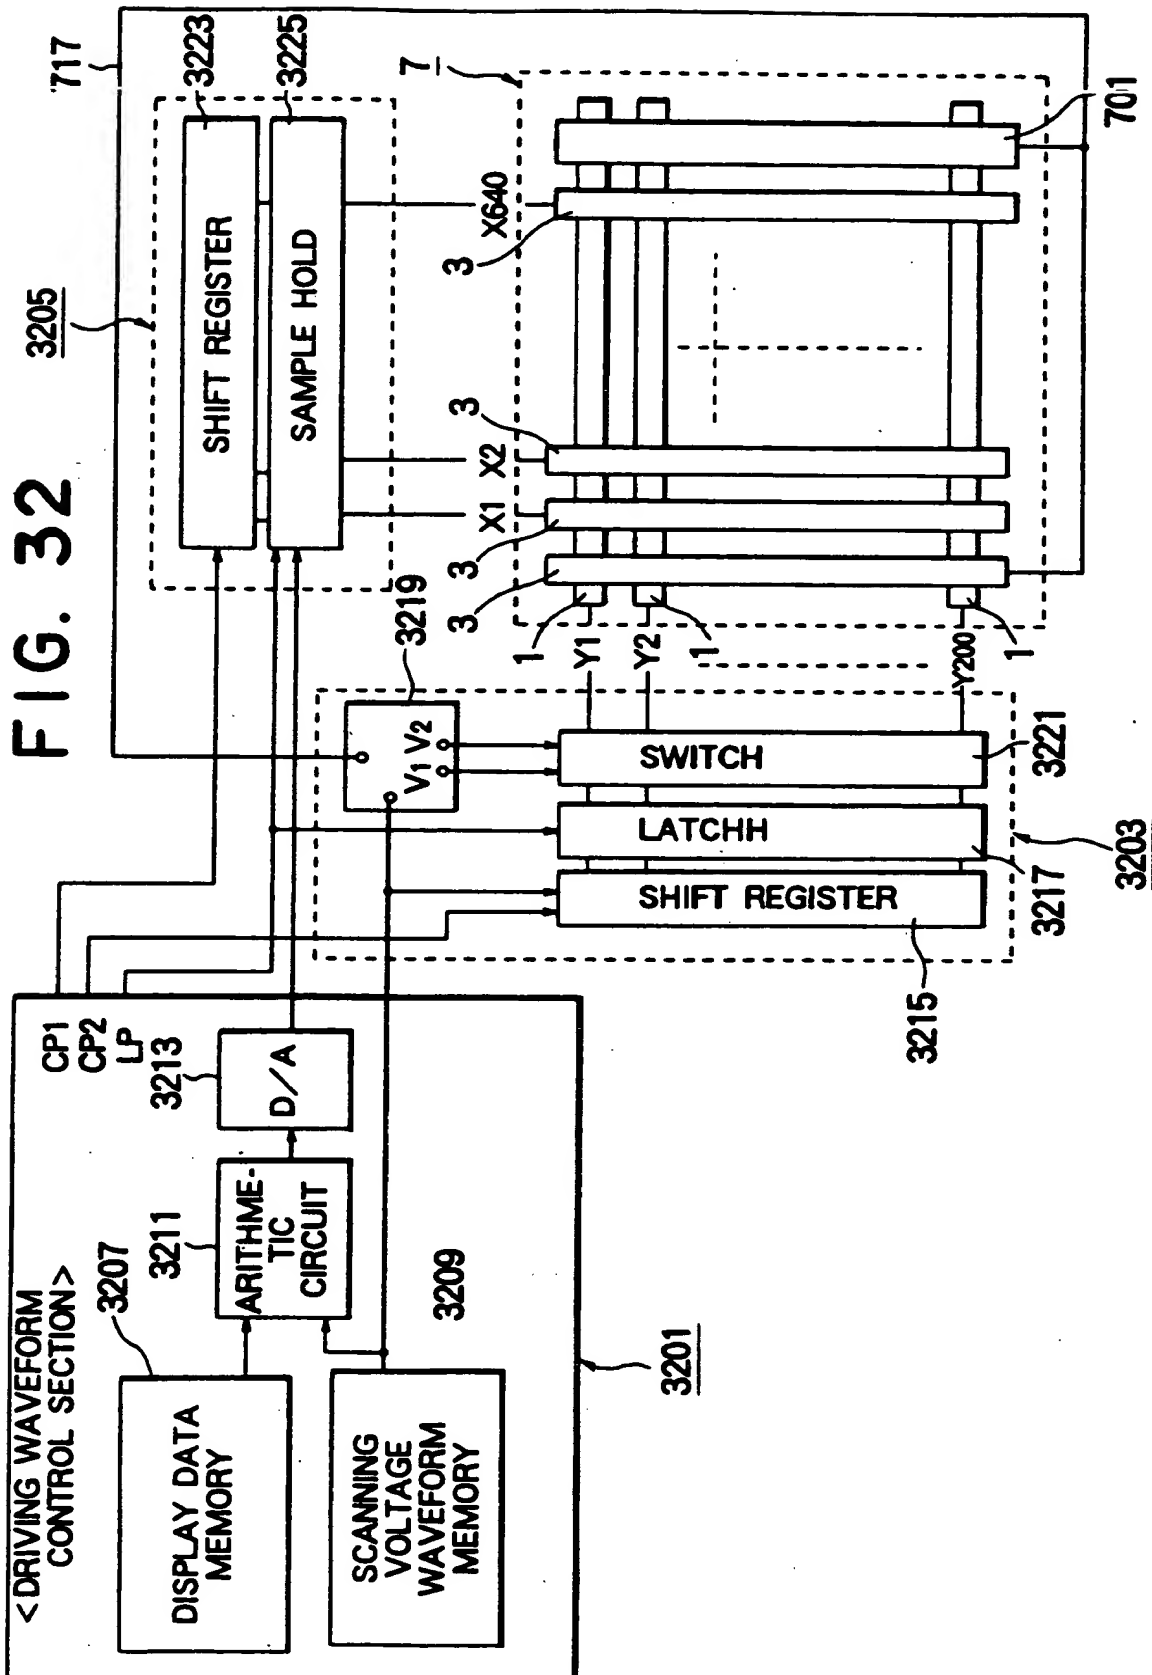 FIG. 32
<DRIVING WAVEFORM
CONTROL SECTION>
3207
DISPLAY DATA
MEMORY
SCANNING
VOLTAGE
WAVEFORM
MEMORY
3209
3211
ARITHME-
TIC
CIRCUIT
3213
D/A
CP1
CP2
LP
3201
3205
717
3223
SHIFT REGISTER
3225
SAMPLE HOLD
3219
V1 V2
SWITCH
3221
LATCHH
3217
SHIFT REGISTER
3215
3203
X1
X2
X640
7
3
3
3
3
1
Y1
Y2
1
Y200
1
701